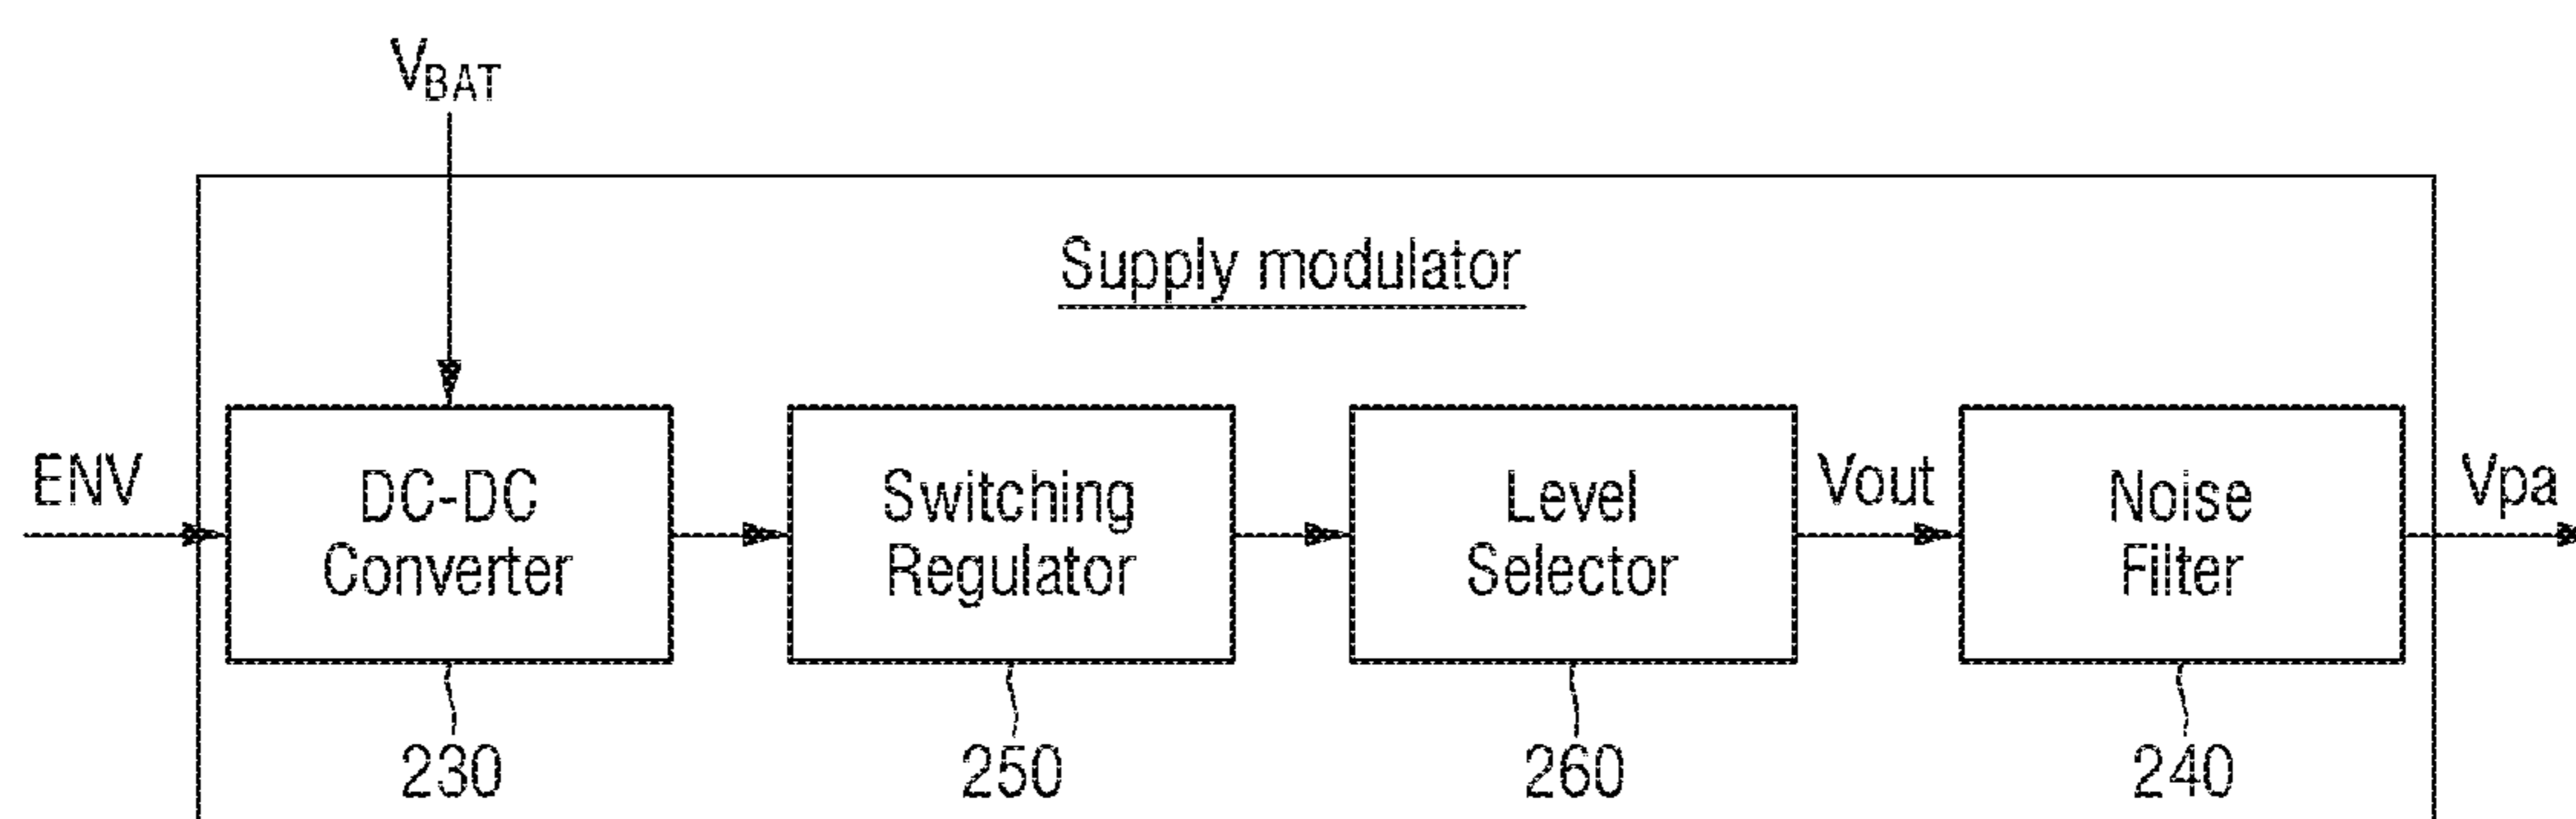 VBAT
Supply modulator
ENV
DC-DC
Converter
Switching
Regulator
Level
Selector
Vout
Noise
Filter
Vpa
230
250
260
240